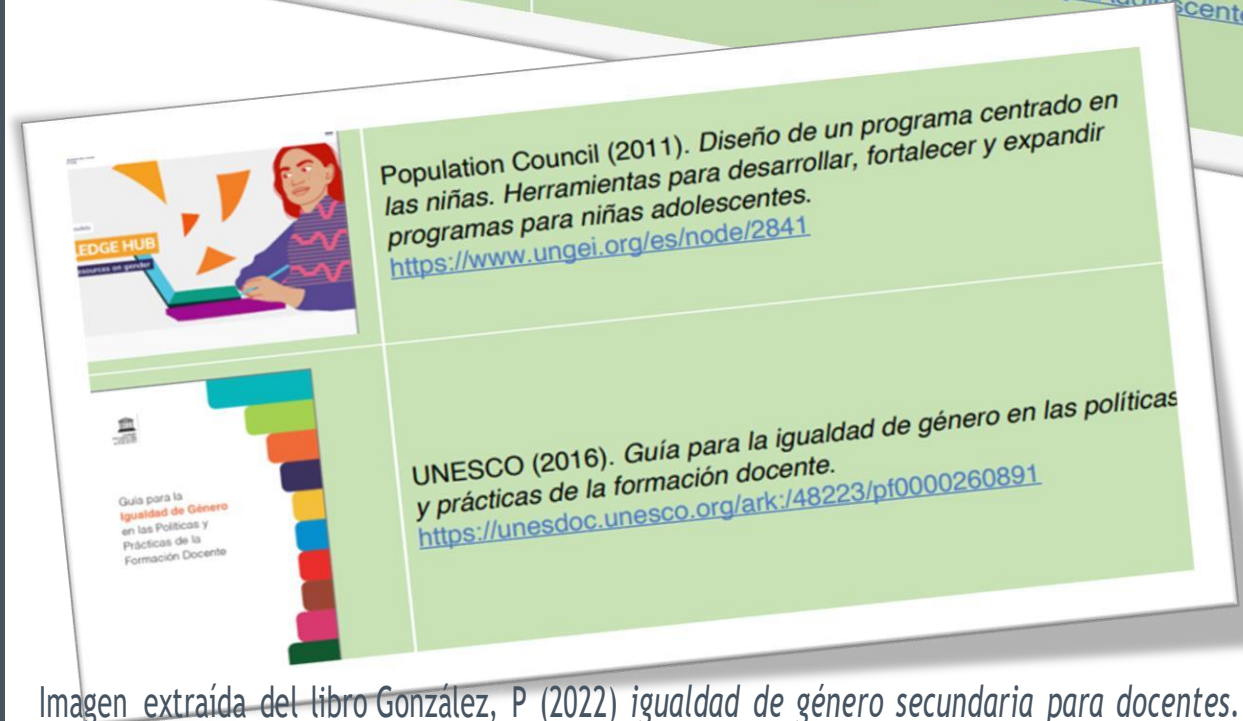 Population Council (2011). Diseño de un programa centrado en
las niñas. Herramientas para desarrollar, fortalecer y expandir
programas para niñas adolescentes.
https://www.ungei.org/es/node/2841
EDGE HUB
esources on gender
UNESCO (2016). Guía para la igualdad de género en las políticas
y prácticas de la formación docente.
https://unesdoc.unesco.org/ark:/48223/pf0000260891
Guía para la
Igualdad de Género
en las Políticas y
Prácticas de la
Formación Docente
Imagen extraída del libro González, P (2022) igualdad de género secundaria para docentes.